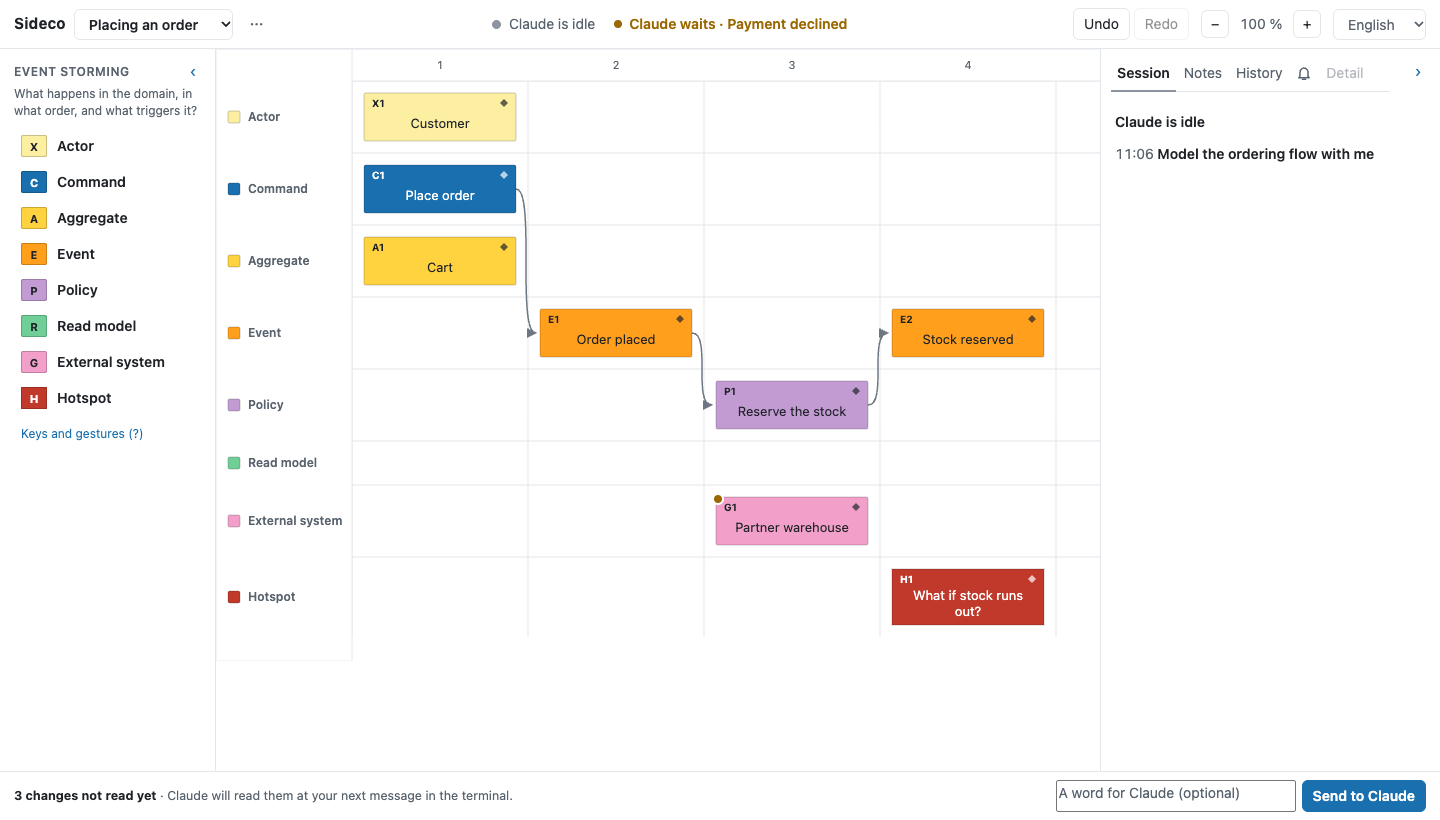 Sideco
Placing an order
...
Claude is idle
Claude waits · Payment declined
Undo
Redo
−
100 %
+
English
EVENT STORMING
What happens in the domain, in
what order, and what triggers it?
X Actor
C Command
A Aggregate
E Event
P Policy
R Read model
G External system
H Hotspot
Keys and gestures (?)
1 2 3 4
Actor
X1
Customer
Command
C1
Place order
Aggregate
A1
Cart
Event
E1
Order placed
E2
Stock reserved
Policy
P1
Reserve the stock
Read model
External system
G1
Partner warehouse
Hotspot
H1
What if stock runs
out?
Session Notes History Detail
Claude is idle
11:06 Model the ordering flow with me
3 changes not read yet · Claude will read them at your next message in the terminal.
A word for Claude (optional)
Send to Claude